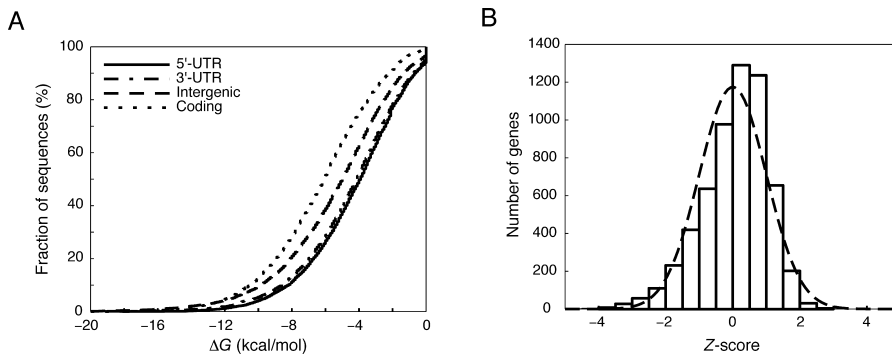 A
100
80
60
40
20
0
Fraction of sequences (%)
5'-UTR
3'-UTR
Intergenic
Coding
−20
−16
−12
−8
−4
0
ΔG (kcal/mol)
B
1400
1200
1000
800
600
400
200
0
Number of genes
−4
−2
0
2
4
Z-score